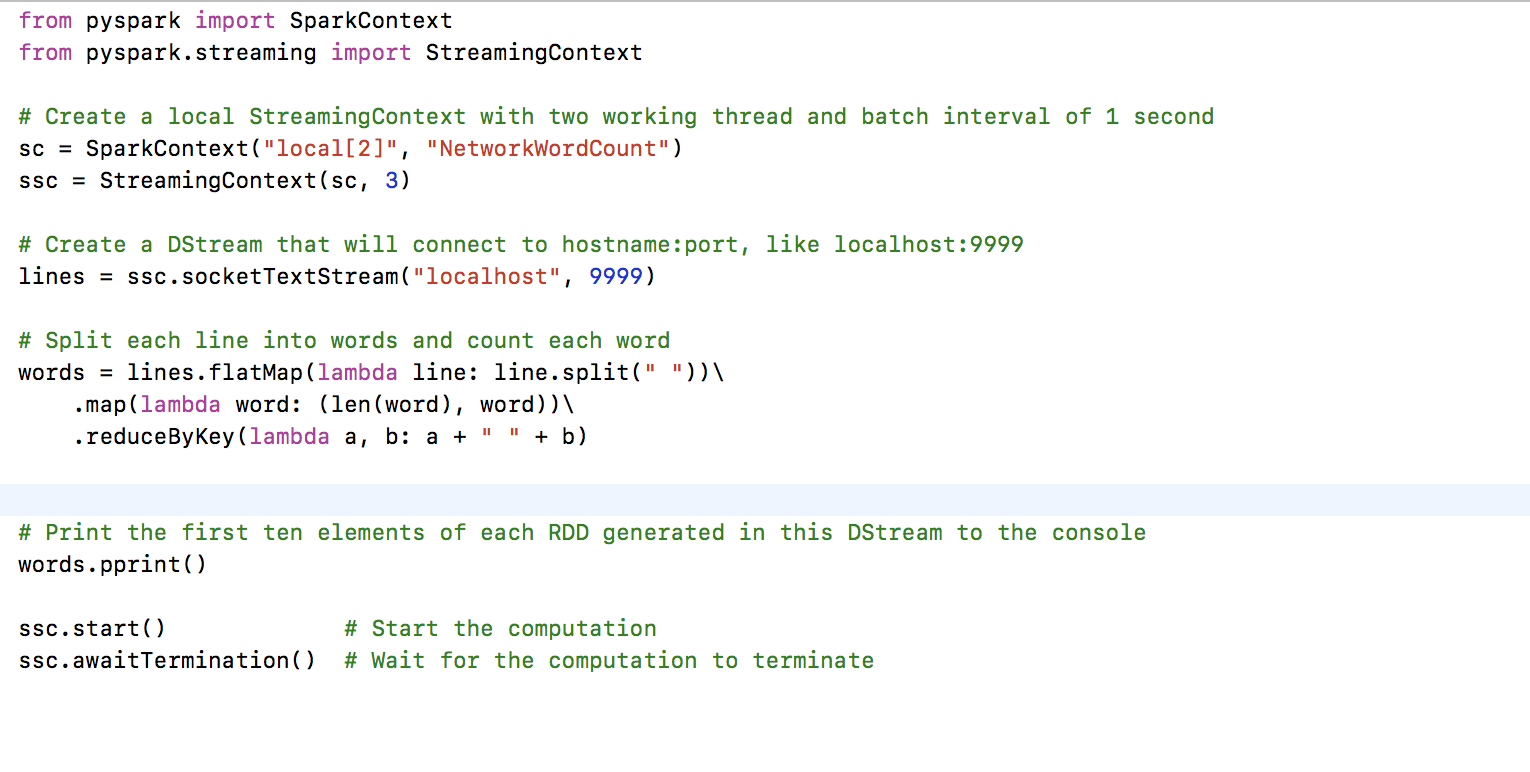 from pyspark import SparkContext
from pyspark.streaming import StreamingContext
# Create a local StreamingContext with two working thread and batch interval of 1 second
sc = SparkContext("local[2]", "NetworkWordCount")
ssc = StreamingContext(sc, 3)
# Create a DStream that will connect to hostname:port, like localhost:9999
lines = ssc.socketTextStream("localhost", 9999)
# Split each line into words and count each word
words = lines.flatMap(lambda line: line.split(" "))\
    .map(lambda word: (len(word), word))\
    .reduceByKey(lambda a, b: a + " " + b)
# Print the first ten elements of each RDD generated in this DStream to the console
words.pprint()
ssc.start()             # Start the computation
ssc.awaitTermination()  # Wait for the computation to terminate